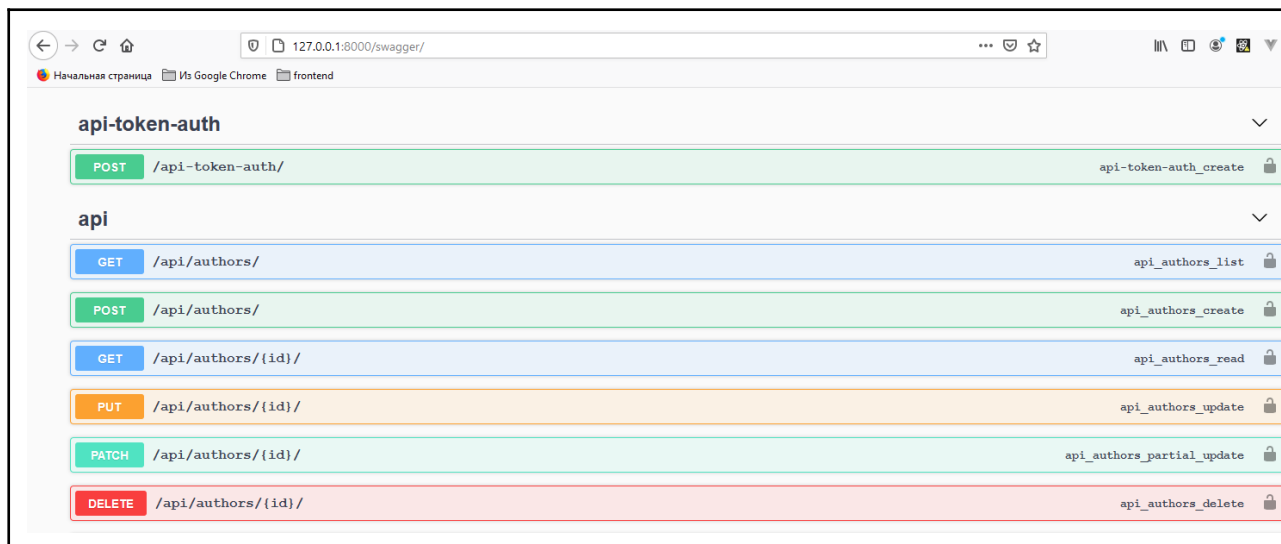 127.0.0.1:8000/swagger/
Начальная страница Из Google Chrome frontend
api-token-auth
POST /api-token-auth/ api-token-auth_create
api
GET /api/authors/ api_authors_list
POST /api/authors/ api_authors_create
GET /api/authors/{id}/ api_authors_read
PUT /api/authors/{id}/ api_authors_update
PATCH /api/authors/{id}/ api_authors_partial_update
DELETE /api/authors/{id}/ api_authors_delete